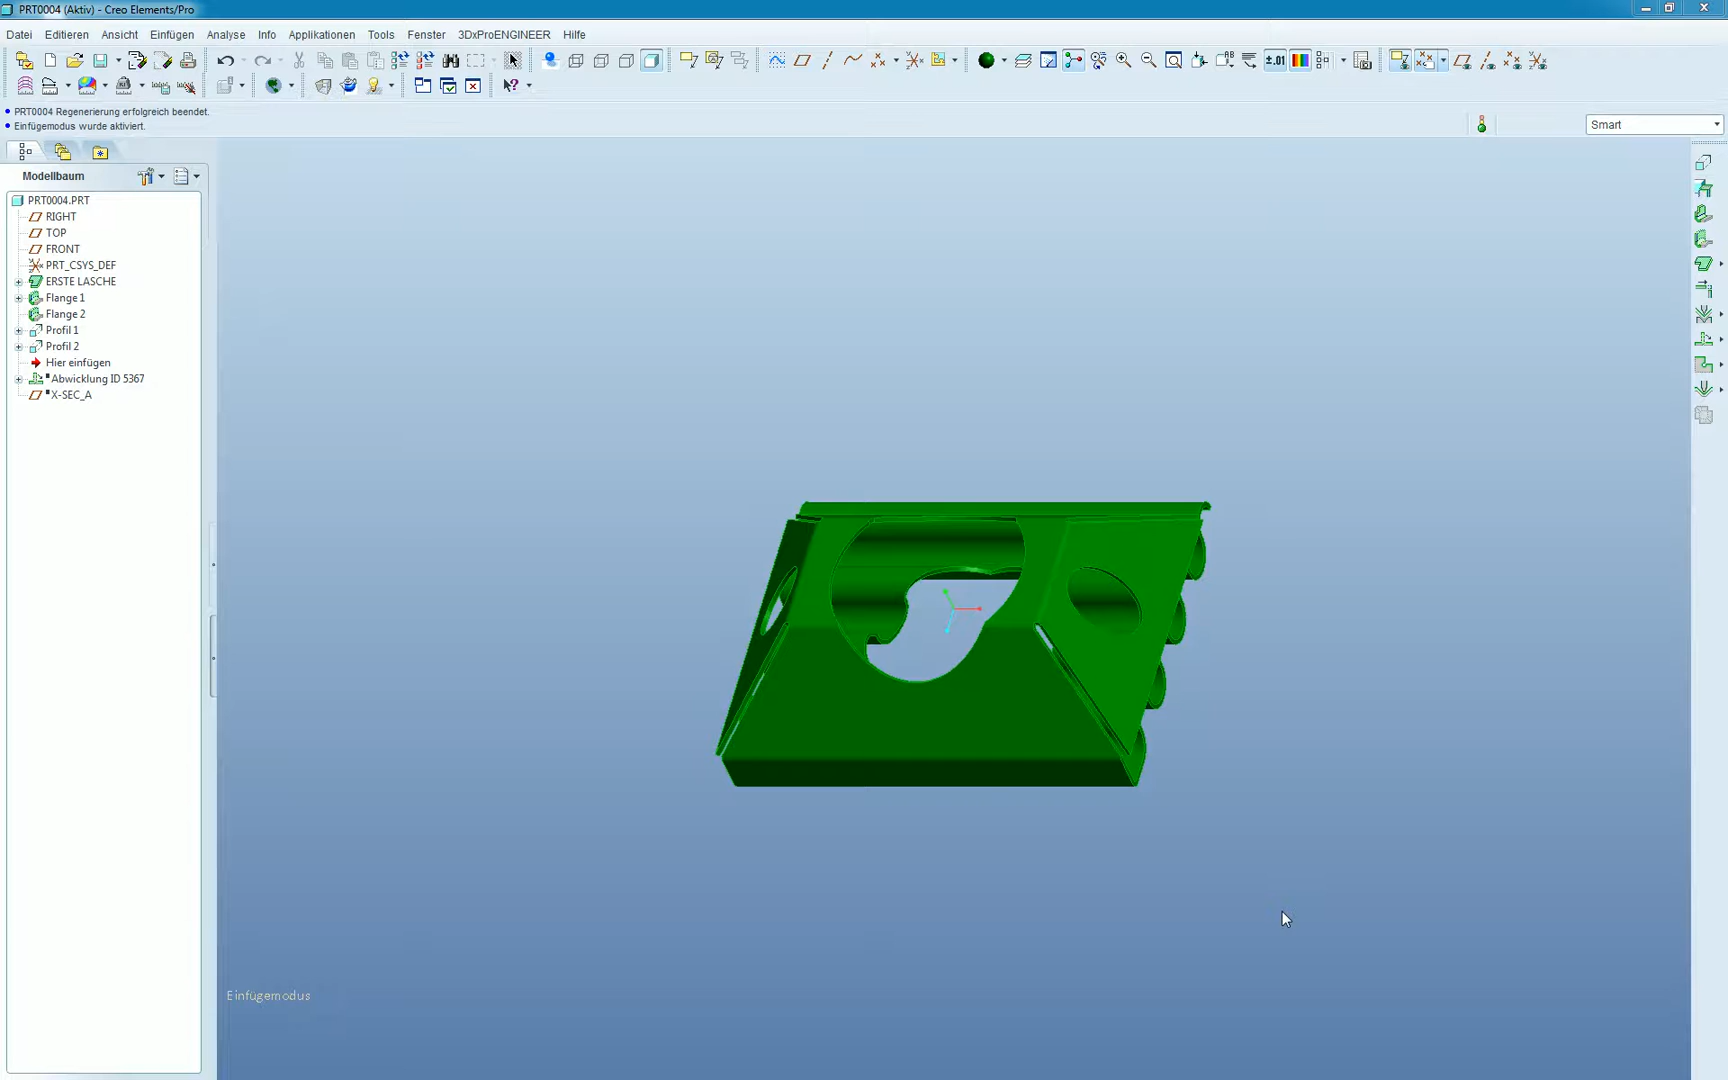 PRT0004 (Aktiv) - Creo Elements/Pro
Datei Editieren Ansicht Einfügen Analyse Info Applikationen Tools Fenster 3DxProENGINEER Hilfe
PRT0004 Regenerierung erfolgreich beendet.
Einfügemodus wurde aktiviert.
Smart
Modellbaum
PRT0004.PRT
RIGHT
TOP
FRONT
PRT_CSYS_DEF
ERSTE LASCHE
Flange 1
Flange 2
Profil 1
Profil 2
Hier einfügen
Abwicklung ID 5367
X-SEC_A
Einfügemodus